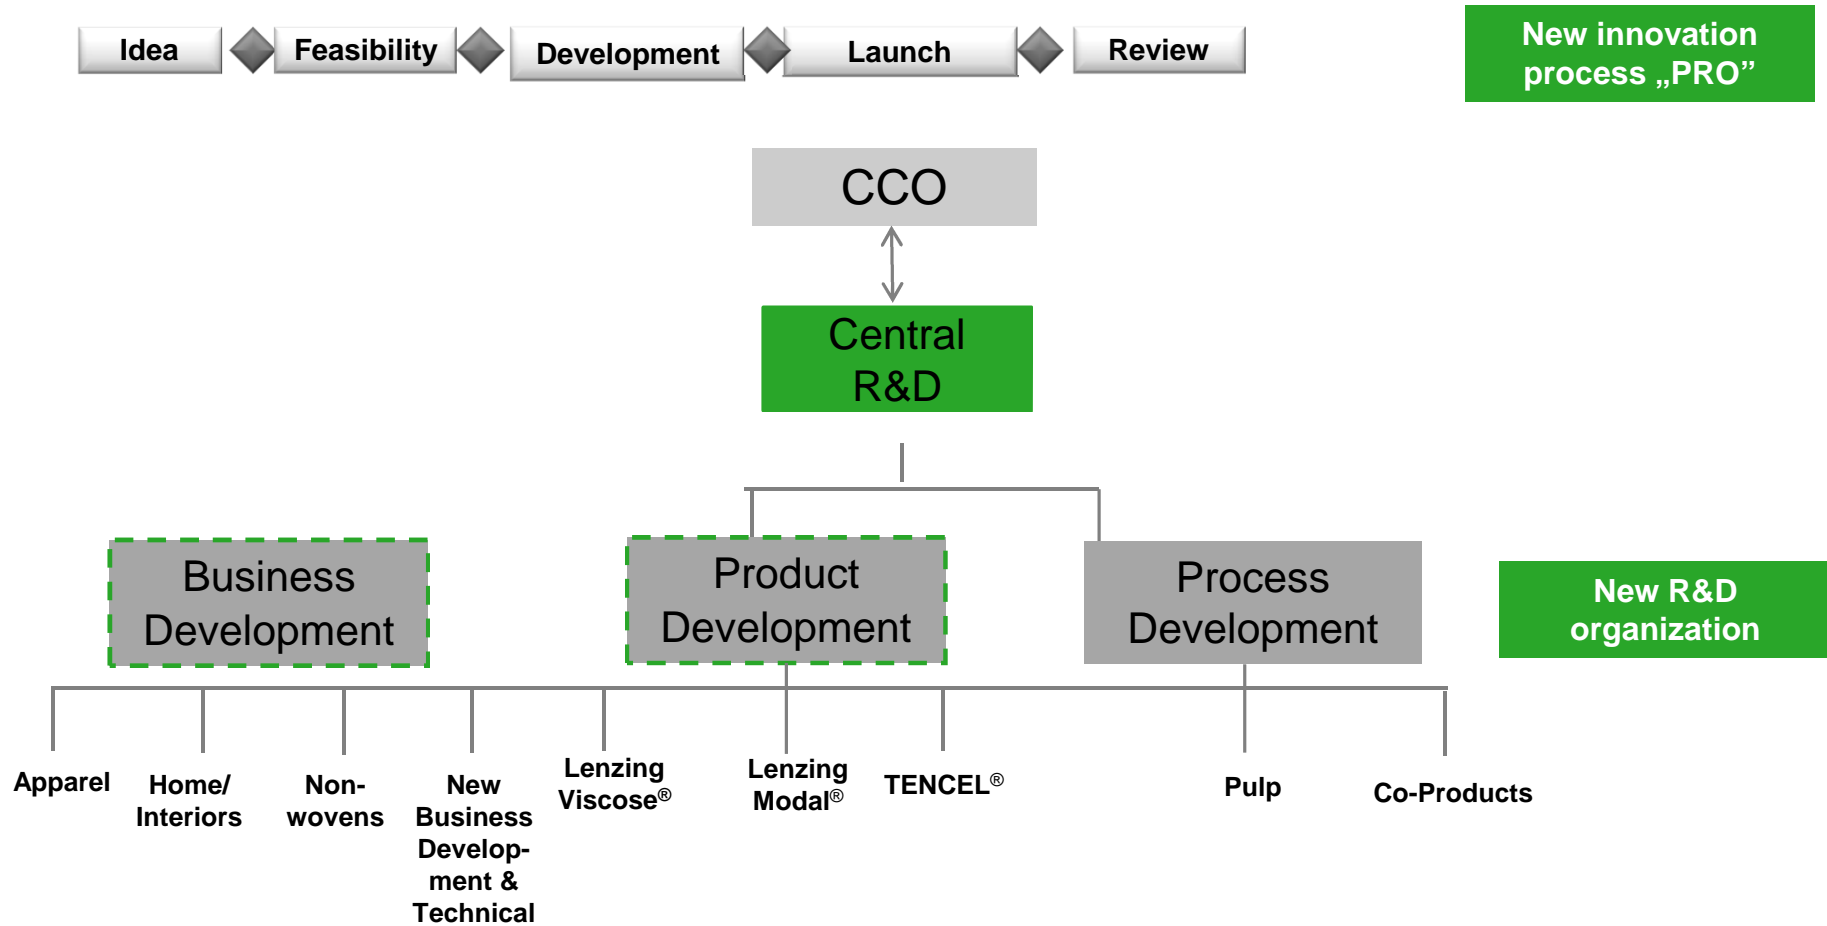 Idea
Feasibility
Development
Launch
Review
New innovation
process „PRO”
CCO
Central
R&D
Business
Development
Product
Development
Process
Development
New R&D
organization
Apparel
Home/
Interiors
Non-
wovens
New
Business
Develop-
ment &
Technical
Lenzing
Viscose®
Lenzing
Modal®
TENCEL®
Pulp
Co-Products